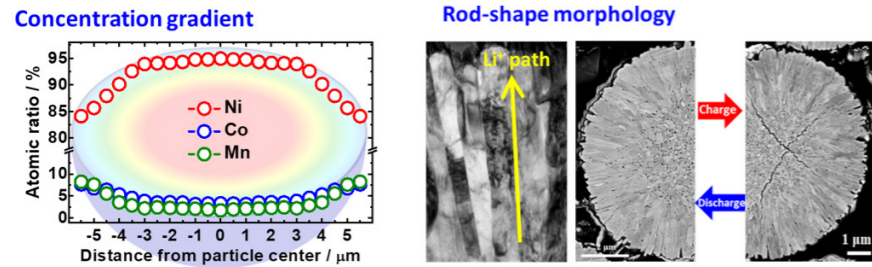 Concentration gradient
Atomic ratio / %
95
90
85
80
10
5
0
Ni
Co
Mn
-5 -4 -3 -2 -1 0 1 2 3 4 5
Distance from particle center / μm
Rod-shape morphology
Li⁺ path
Charge
Discharge
1 μm